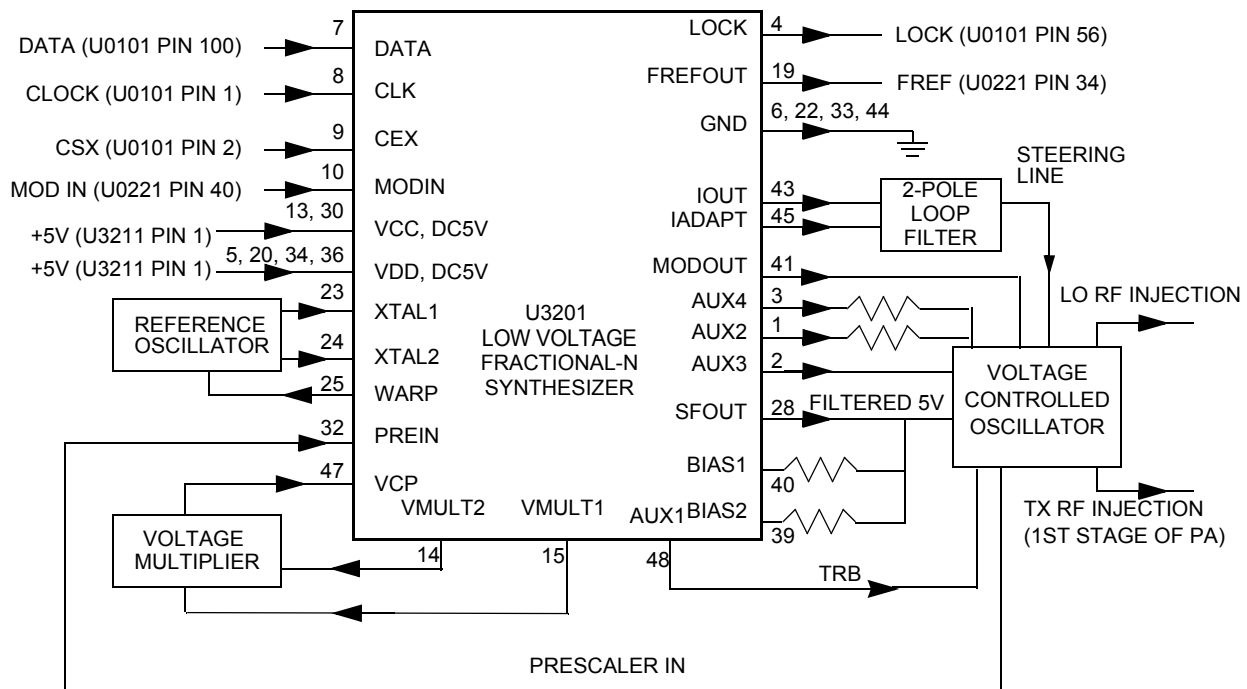 DATA (U0101 PIN 100)
7
DATA
CLOCK (U0101 PIN 1)
8
CLK
CSX (U0101 PIN 2)
9
CEX
MOD IN (U0221 PIN 40)
10
MODIN
+5V (U3211 PIN 1)
13, 30
VCC, DC5V
+5V (U3211 PIN 1)
5, 20, 34, 36
VDD, DC5V
REFERENCE
OSCILLATOR
23
XTAL1
24
XTAL2
25
WARP
32
PREIN
47
VCP
VOLTAGE
MULTIPLIER
VMULT2
14
VMULT1
15
AUX1
48
TRB
U3201
LOW VOLTAGE
FRACTIONAL-N
SYNTHESIZER
LOCK
4
LOCK (U0101 PIN 56)
FREFOUT
19
FREF (U0221 PIN 34)
GND
6, 22, 33, 44
IOUT
43
IADAPT
45
2-POLE
LOOP
FILTER
STEERING
LINE
MODOUT
41
AUX4
3
AUX2
1
AUX3
2
SFOUT
28
FILTERED 5V
BIAS1
40
BIAS2
39
LO RF INJECTION
VOLTAGE
CONTROLLED
OSCILLATOR
TX RF INJECTION
(1ST STAGE OF PA)
PRESCALER IN